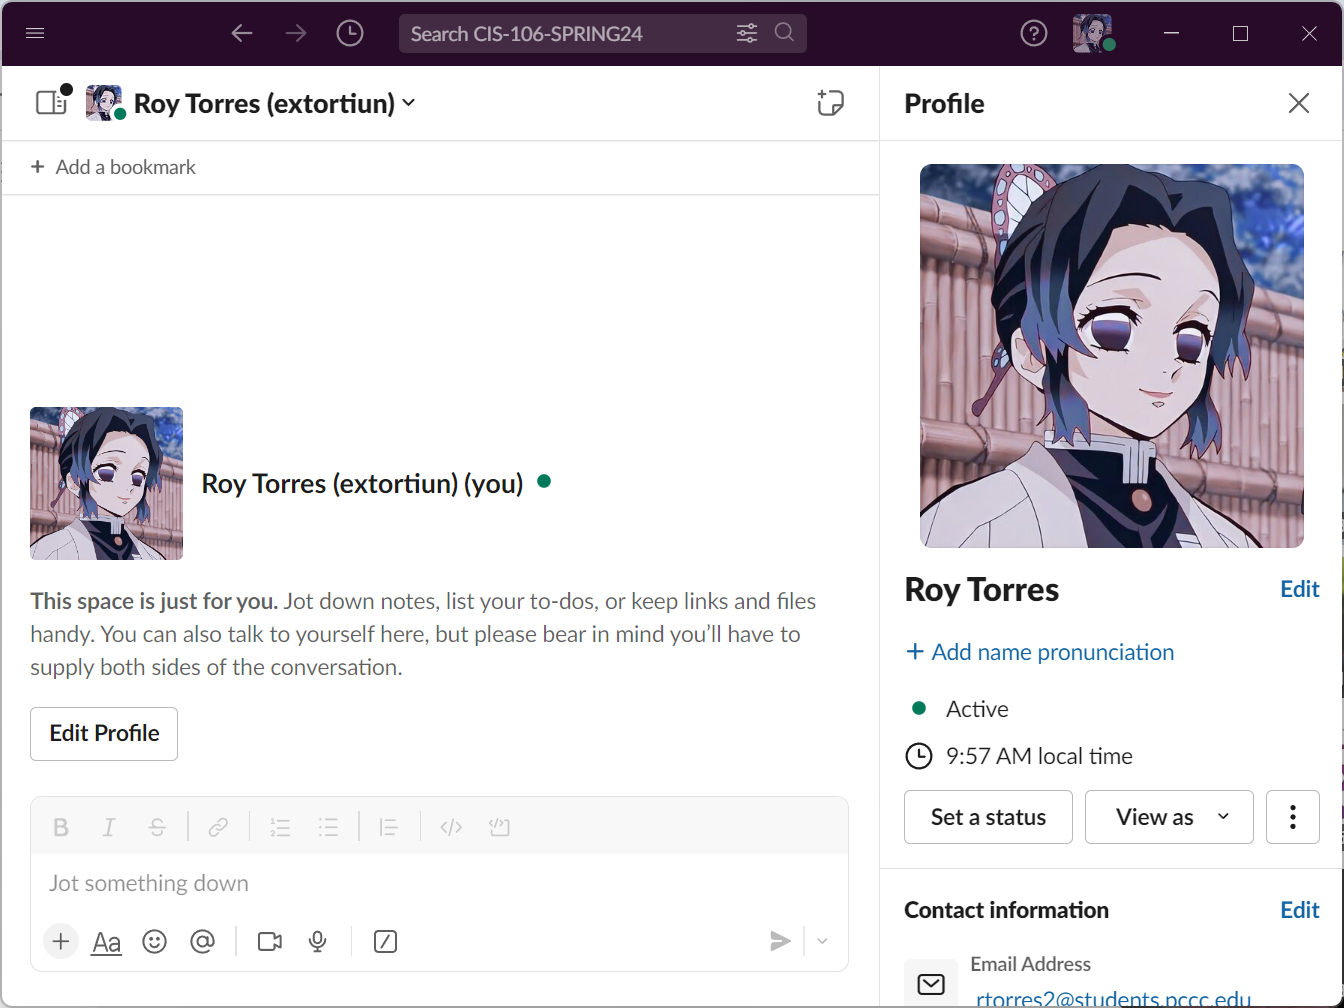 Search CIS-106-SPRING24
Roy Torres (extortiun)
Add a bookmark
Roy Torres (extortiun) (you)
This space is just for you. Jot down notes, list your to-dos, or keep links and files
handy. You can also talk to yourself here, but please bear in mind you’ll have to
supply both sides of the conversation.
Edit Profile
B I S
Jot something down
Aa
Profile
Roy Torres
Edit
+ Add name pronunciation
Active
9:57 AM local time
Set a status
View as
Contact information
Edit
Email Address
rtorres2@students.pccc.edu